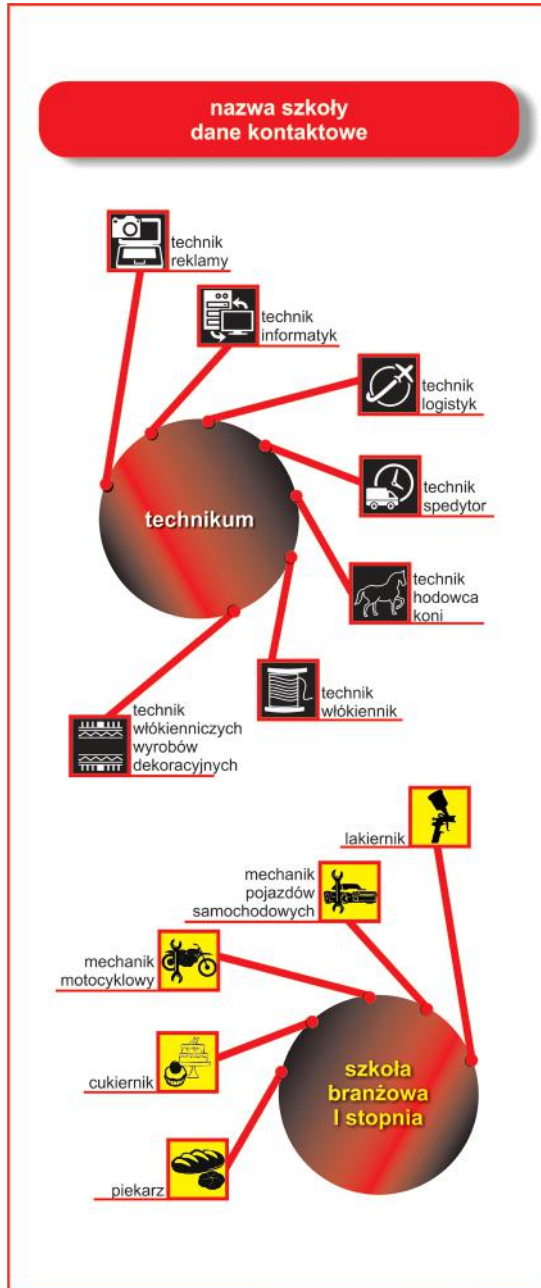 nazwa szkoły
dane kontaktowe
technik
reklamy
technik
informatyk
technik
logistyk
technik
spedytor
technikum
technik
hodowca
koni
technik
włókiennik
technik
włókienniczych
wyrobów
dekoracyjnych
lakiernik
mechanik
pojazdów
samochodowych
mechanik
motocyklowy
cukiernik
szkoła
branżowa
I stopnia
piekarz